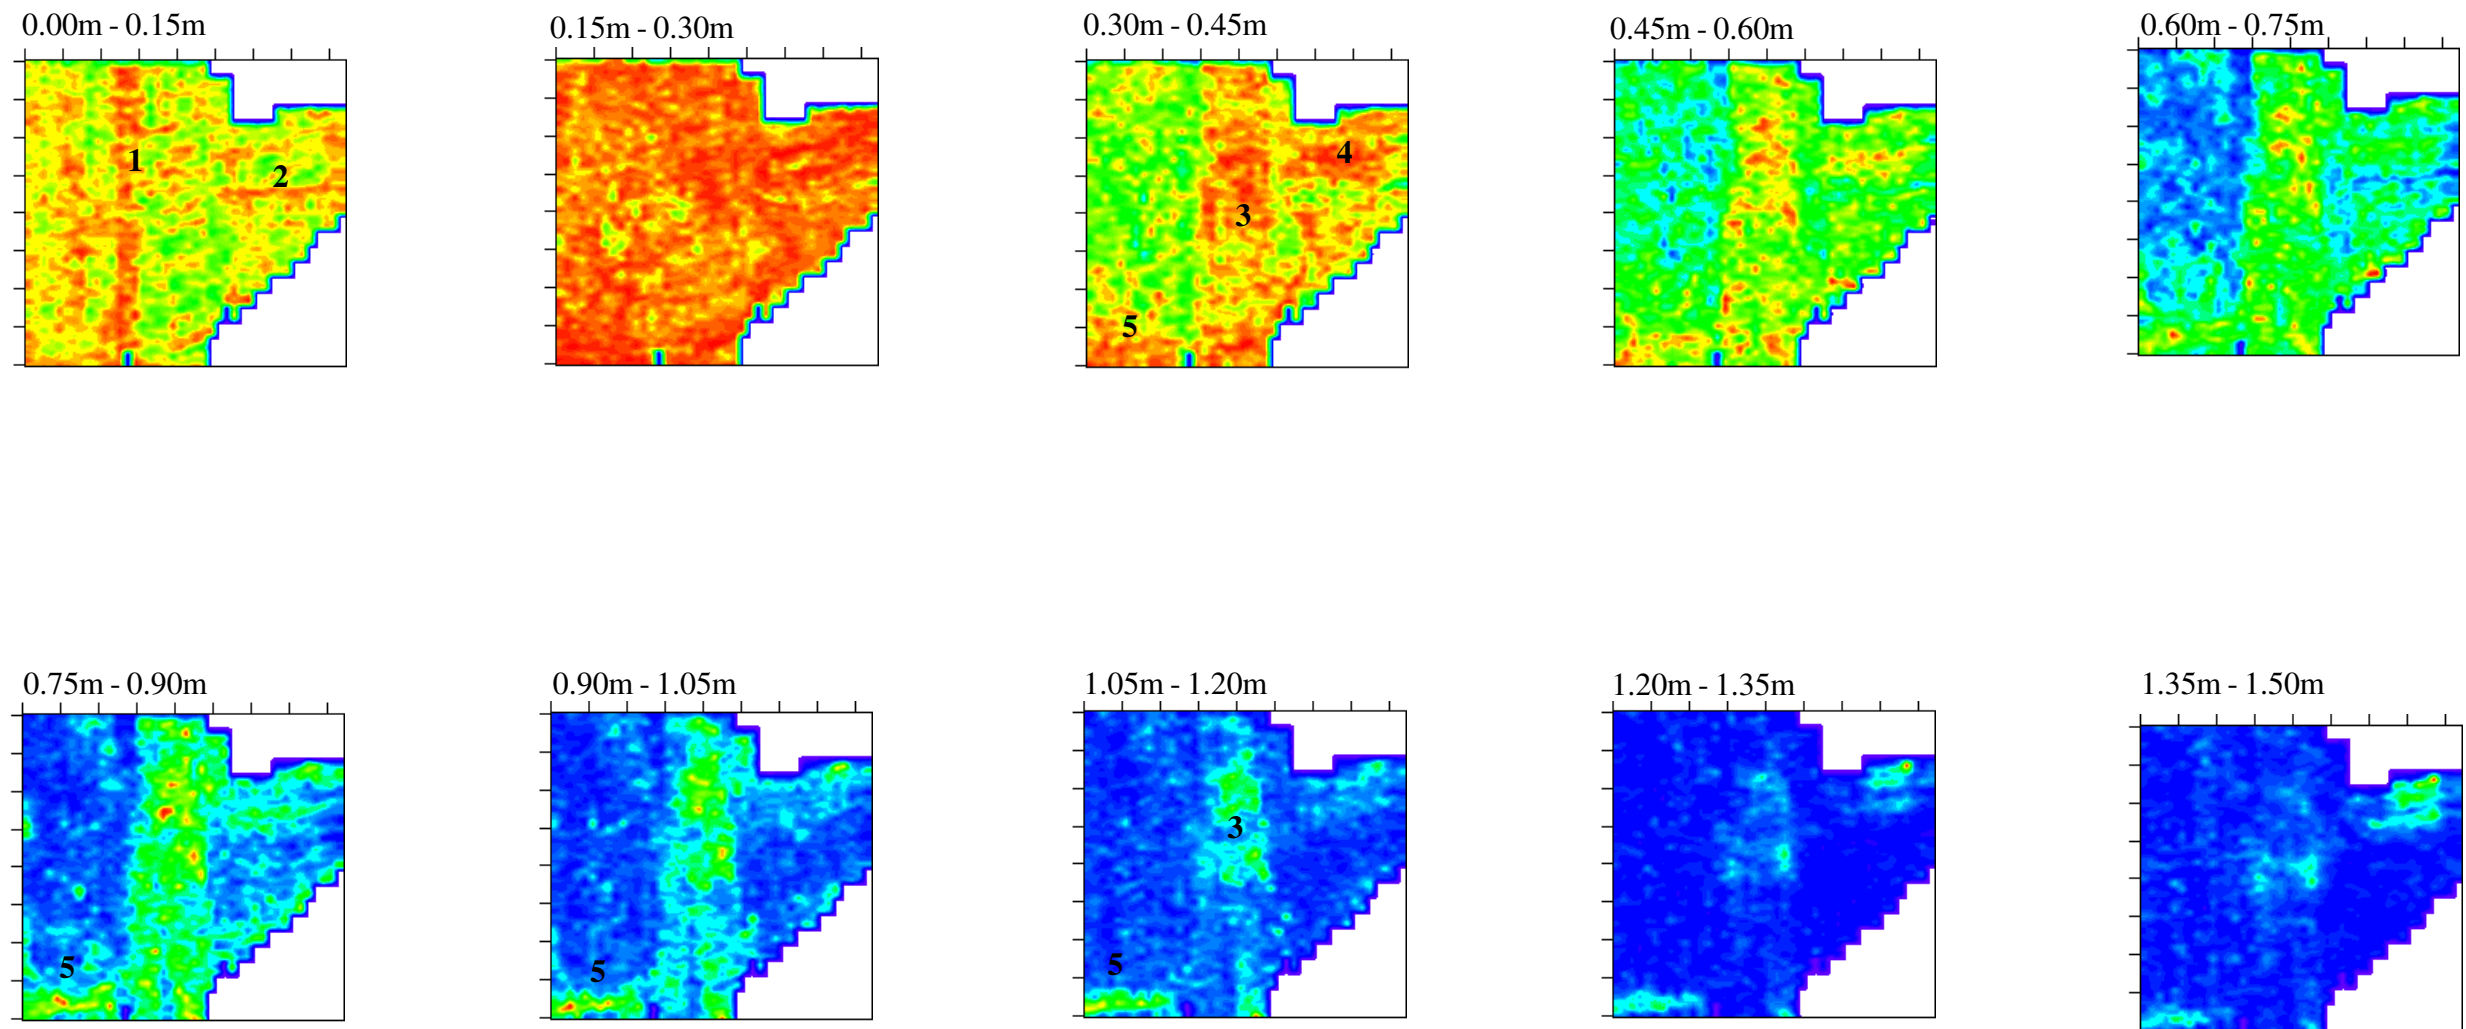 0.00m - 0.15m
0.15m - 0.30m
0.30m - 0.45m
0.45m - 0.60m
0.60m - 0.75m
1
2
3
4
5
0.75m - 0.90m
0.90m - 1.05m
1.05m - 1.20m
1.20m - 1.35m
1.35m - 1.50m
5
5
3
5